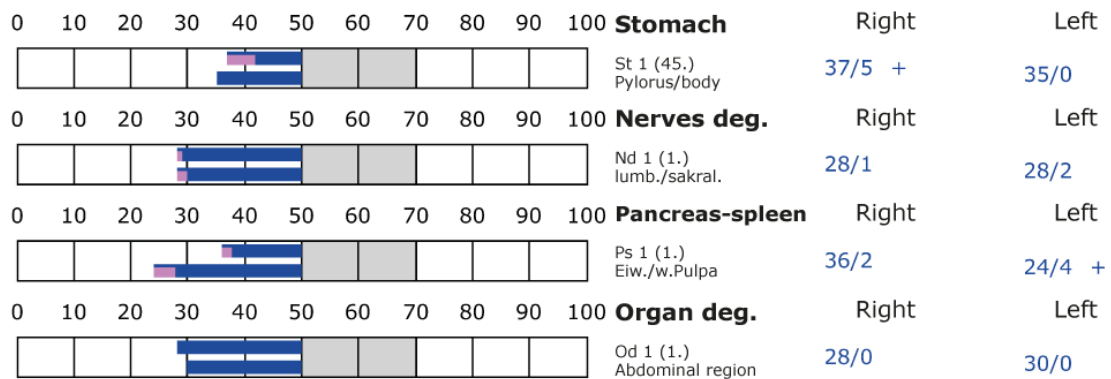 0 10 20 30 40 50 60 70 80 90 100 Stomach Right Left
St 1 (45.) 37/5 + 35/0
Pylorus/body
0 10 20 30 40 50 60 70 80 90 100 Nerves deg. Right Left
Nd 1 (1.) 28/1 28/2
lumb./sakral.
0 10 20 30 40 50 60 70 80 90 100 Pancreas-spleen Right Left
Ps 1 (1.) 36/2 24/4 +
Eiw./w.Pulpa
0 10 20 30 40 50 60 70 80 90 100 Organ deg. Right Left
Od 1 (1.) 28/0 30/0
Abdominal region